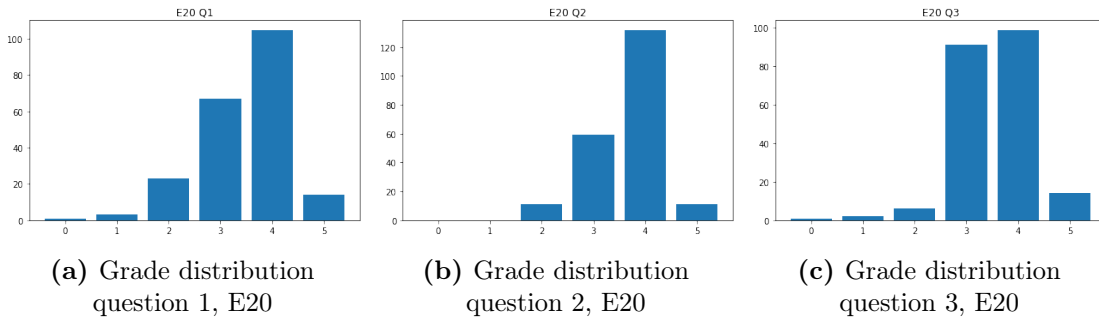 E20 Q1
100
80
60
40
20
0
0 1 2 3 4 5
(a) Grade distribution
question 1, E20
E20 Q2
120
100
80
60
40
20
0
0 1 2 3 4 5
(b) Grade distribution
question 2, E20
E20 Q3
100
80
60
40
20
0
0 1 2 3 4 5
(c) Grade distribution
question 3, E20